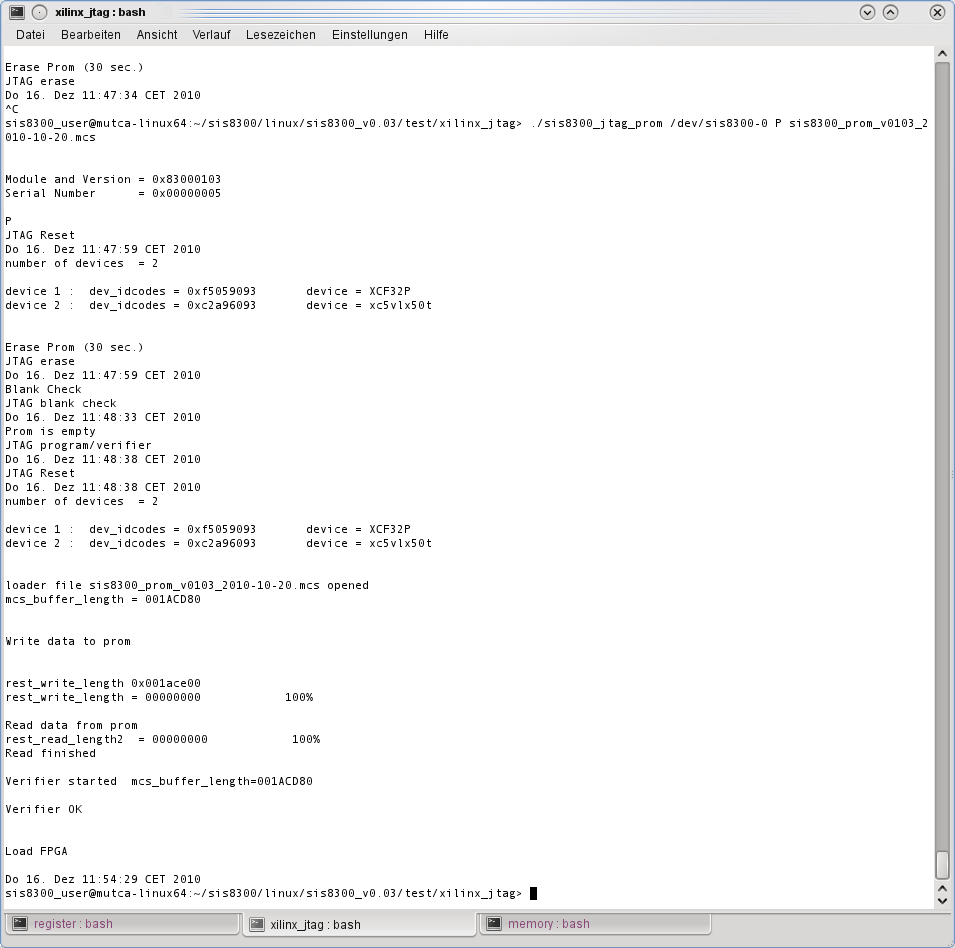 xilinx_jtag : bash
Datei Bearbeiten Ansicht Verlauf Lesezeichen Einstellungen Hilfe
Erase Prom (30 sec.)
JTAG erase
Do 16. Dez 11:47:34 CET 2010
^C
sis8300_user@mutca-linux64:~/sis8300/linux/sis8300_v0.03/test/xilinx_jtag> ./sis8300_jtag_prom /dev/sis8300-0 P sis8300_prom_v0103_2
010-10-20.mcs
Module and Version = 0x83000103
Serial Number      = 0x00000005
P
JTAG Reset
Do 16. Dez 11:47:59 CET 2010
number of devices  = 2
device 1 :  dev_idcodes = 0xf5059093       device = XCF32P
device 2 :  dev_idcodes = 0xc2a96093       device = xc5vlx50t
Erase Prom (30 sec.)
JTAG erase
Do 16. Dez 11:47:59 CET 2010
Blank Check
JTAG blank check
Do 16. Dez 11:48:33 CET 2010
Prom is empty
JTAG program/verifier
Do 16. Dez 11:48:38 CET 2010
JTAG Reset
Do 16. Dez 11:48:38 CET 2010
number of devices  = 2
device 1 :  dev_idcodes = 0xf5059093       device = XCF32P
device 2 :  dev_idcodes = 0xc2a96093       device = xc5vlx50t
loader file sis8300_prom_v0103_2010-10-20.mcs opened
mcs_buffer_length = 001ACD80
Write data to prom
rest_write_length 0x001ace00
rest_write_length = 00000000            100%
Read data from prom
rest_read_length2  = 00000000            100%
Read finished
Verifier started  mcs_buffer_length=001ACD80
Verifier OK
Load FPGA
Do 16. Dez 11:54:29 CET 2010
sis8300_user@mutca-linux64:~/sis8300/linux/sis8300_v0.03/test/xilinx_jtag>
register : bash xilinx_jtag : bash memory : bash